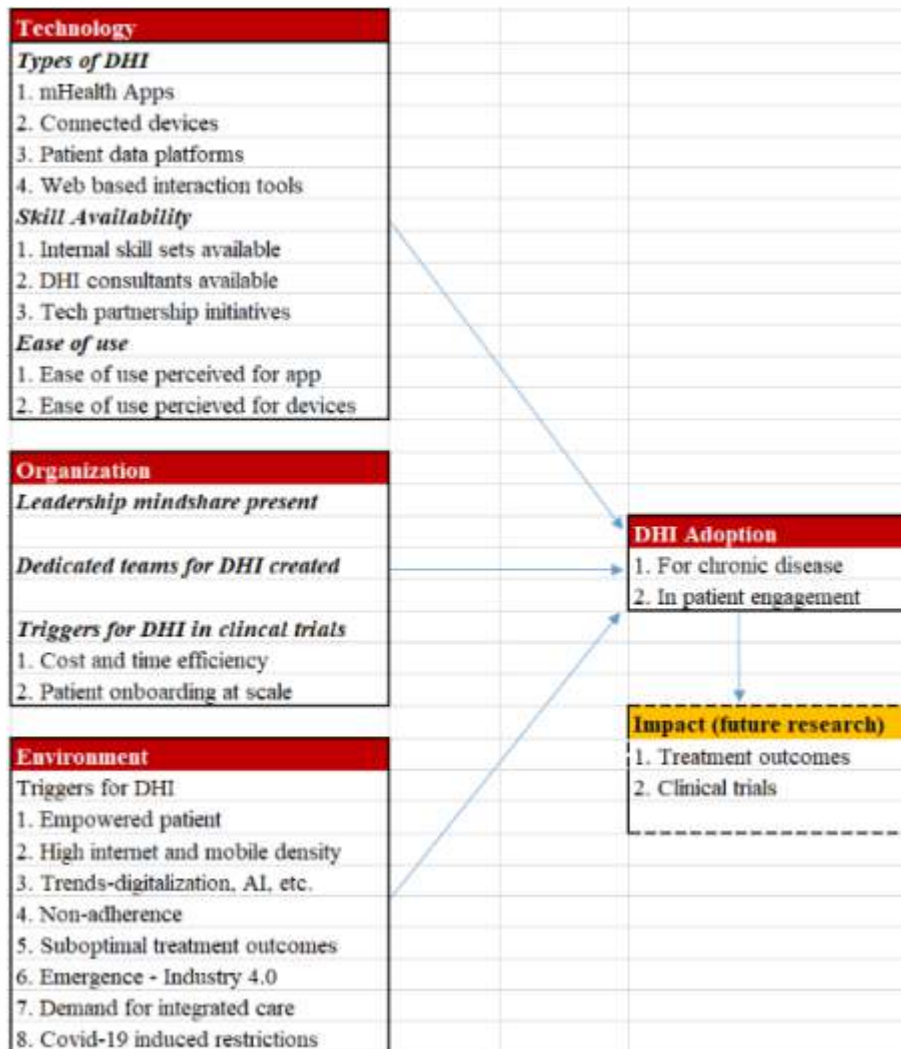 Technology
Types of DHI
1. mHealth Apps
2. Connected devices
3. Patient data platforms
4. Web based interaction tools
Skill Availability
1. Internal skill sets available
2. DHI consultants available
3. Tech partnership initiatives
Ease of use
1. Ease of use perceived for app
2. Ease of use percieved for devices
Organization
Leadership mindshare present
Dedicated teams for DHI created
Triggers for DHI in clincal trials
1. Cost and time efficiency
2. Patient onboarding at scale
Environment
Triggers for DHI
1. Empowered patient
2. High internet and mobile density
3. Trends-digitalization, AI, etc.
4. Non-adherence
5. Suboptimal treatment outcomes
6. Emergence - Industry 4.0
7. Demand for integrated care
8. Covid-19 induced restrictions
DHI Adoption
1. For chronic disease
2. In patient engagement
Impact (future research)
1. Treatment outcomes
2. Clinical trials